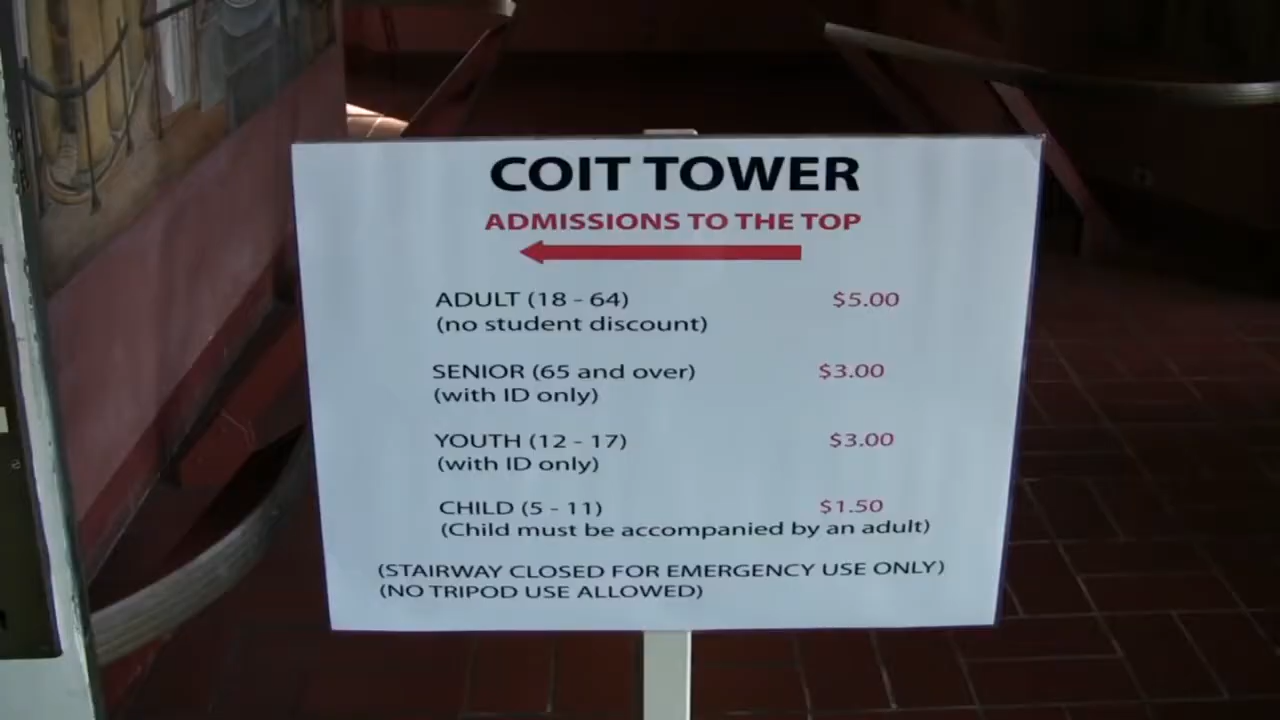 COIT TOWER
ADMISSIONS TO THE TOP
ADULT (18 - 64) $5.00
(no student discount)
SENIOR (65 and over) $3.00
(with ID only)
YOUTH (12 - 17) $3.00
(with ID only)
CHILD (5 - 11) $1.50
(Child must be accompanied by an adult)
(STAIRWAY CLOSED FOR EMERGENCY USE ONLY)
(NO TRIPOD USE ALLOWED)